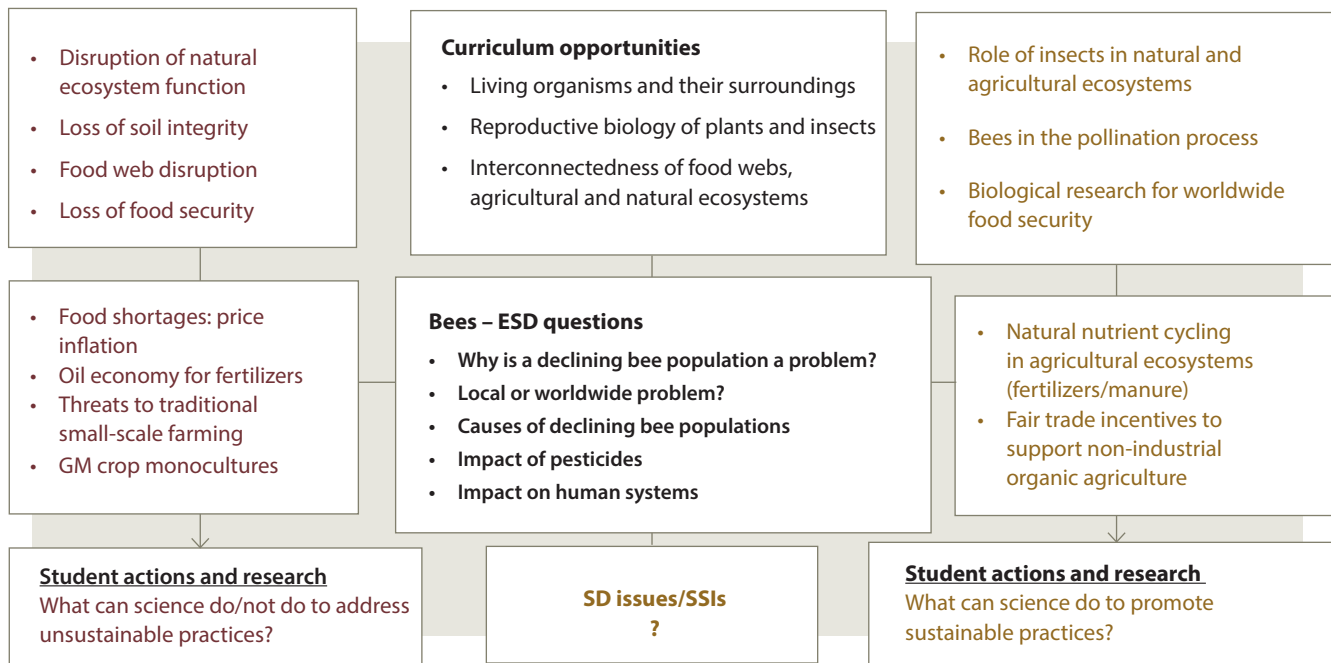 • Disruption of natural
ecosystem function
• Loss of soil integrity
• Food web disruption
• Loss of food security
Curriculum opportunities
• Living organisms and their surroundings
• Reproductive biology of plants and insects
• Interconnectedness of food webs,
agricultural and natural ecosystems
• Role of insects in natural and
agricultural ecosystems
• Bees in the pollination process
• Biological research for worldwide
food security
• Food shortages: price
inflation
• Oil economy for fertilizers
• Threats to traditional
small-scale farming
• GM crop monocultures
Bees – ESD questions
• Why is a declining bee population a problem?
• Local or worldwide problem?
• Causes of declining bee populations
• Impact of pesticides
• Impact on human systems
• Natural nutrient cycling
in agricultural ecosystems
(fertilizers/manure)
• Fair trade incentives to
support non-industrial
organic agriculture
Student actions and research
What can science do/not do to address
unsustainable practices?
SD issues/SSIs
?
Student actions and research
What can science do to promote
sustainable practices?